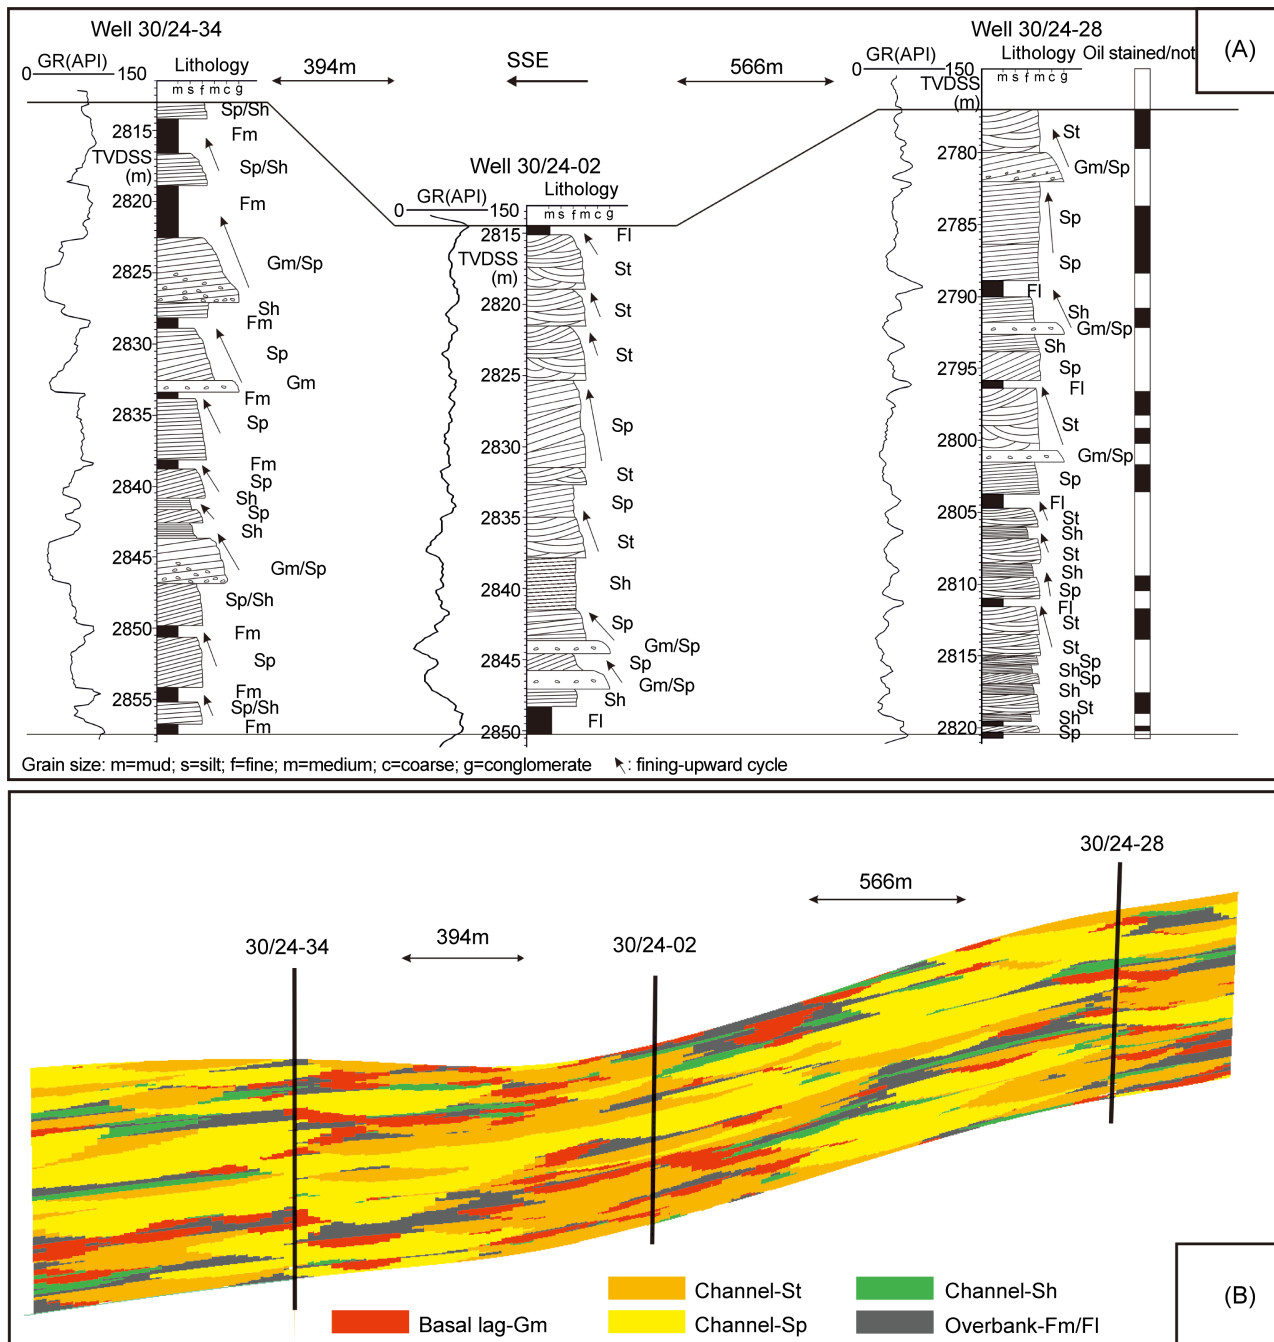 Well 30/24-34
Well 30/24-28
(A)
GR(API)
0
150
Lithology
m s f m c g
394m
SSE
566m
GR(API)
0
150
TVDSS
(m)
Lithology
m s f m c g
Oil stained/not
2815
TVDSS
(m)
2820
2825
2830
2835
2840
2845
2850
2855
Sp/Sh
Fm
Sp/Sh
Fm
Gm/Sp
Sh
Fm
Sp
Gm
Fm
Sp
Fm
Sp
Sh
Sp
Sh
Gm/Sp
Sp/Sh
Fm
Sp
Fm
Sp/Sh
Fm
Well 30/24-02
GR(API)
0
150
Lithology
m s f m c g
2815
TVDSS
(m)
2820
2825
2830
2835
2840
2845
2850
Fl
St
St
St
Sp
St
Sp
St
Sh
Sp
Gm/Sp
Sp
Gm/Sp
Sh
Fl
2780
2785
2790
2795
2800
2805
2810
2815
2820
St
Gm/Sp
Sp
Sp
Fl
Sh
Gm/Sp
Sh
Sp
Fl
St
Gm/Sp
Sp
Fl
St
Sh
St
Sh
Sp
Fl
St
St
Sp
Sh
Sp
Sh
St
Sh
Sp
Grain size: m=mud; s=silt; f=fine; m=medium; c=coarse; g=conglomerate : fining-upward cycle
30/24-28
566m
394m
30/24-34
30/24-02
Channel-St
Channel-Sh
Basal lag-Gm
Channel-Sp
Overbank-Fm/Fl
(B)